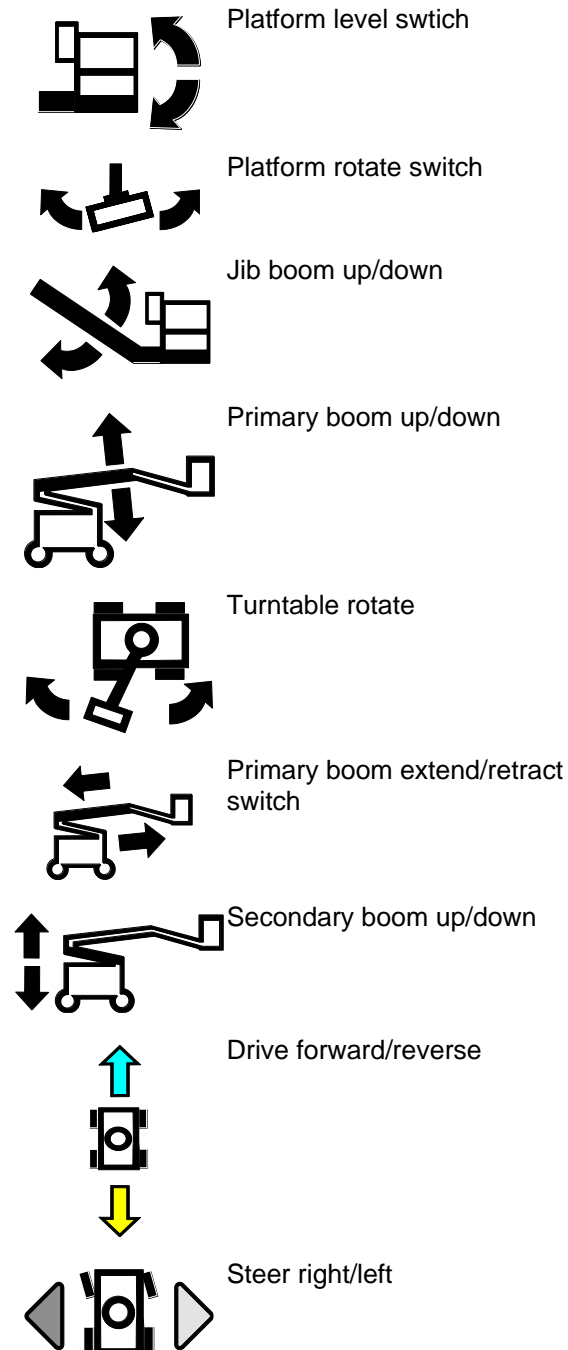 Platform level swtich
Platform rotate switch
Jib boom up/down
Primary boom up/down
Turntable rotate
Primary boom extend/retract
switch
Secondary boom up/down
Drive forward/reverse
Steer right/left